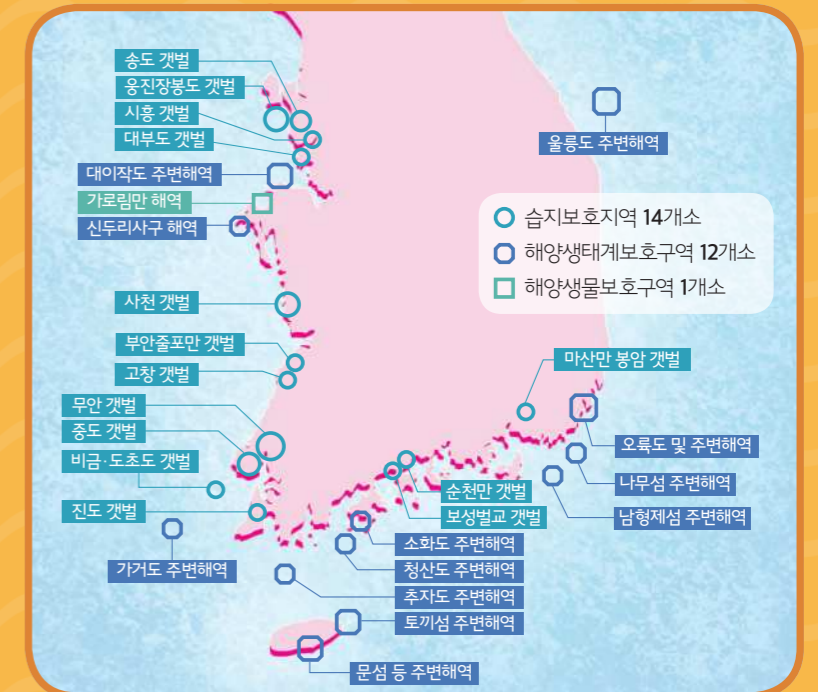 송도 갯벌
웅진장봉도 갯벌
시흥 갯벌
대부도 갯벌
대이작도 주변해역
가로림만 해역
신두리사구 해역
사천 갯벌
부안줄포만 갯벌
고창 갯벌
무안 갯벌
중도 갯벌
비금·도초도 갯벌
진도 갯벌
가거도 주변해역
울릉도 주변해역
습지보호지역 14개소
해양생태계보호구역 12개소
해양생물보호구역 1개소
마산만 봉암 갯벌
오륙도 및 주변해역
나무섬 주변해역
남형제섬 주변해역
순천만 갯벌
보성벌교 갯벌
소화도 주변해역
청산도 주변해역
추자도 주변해역
토끼섬 주변해역
문섬 등 주변해역